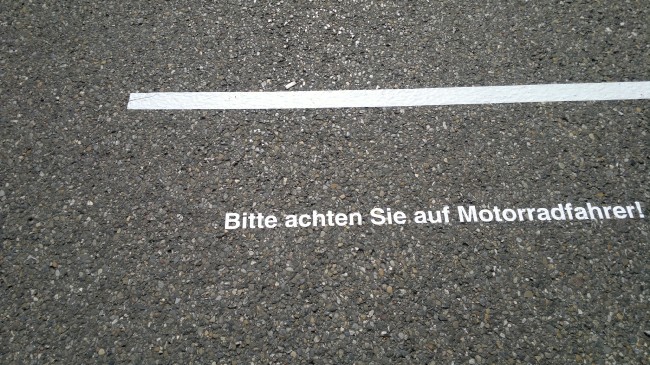 Bitte achten Sie auf Motorradfahrer!